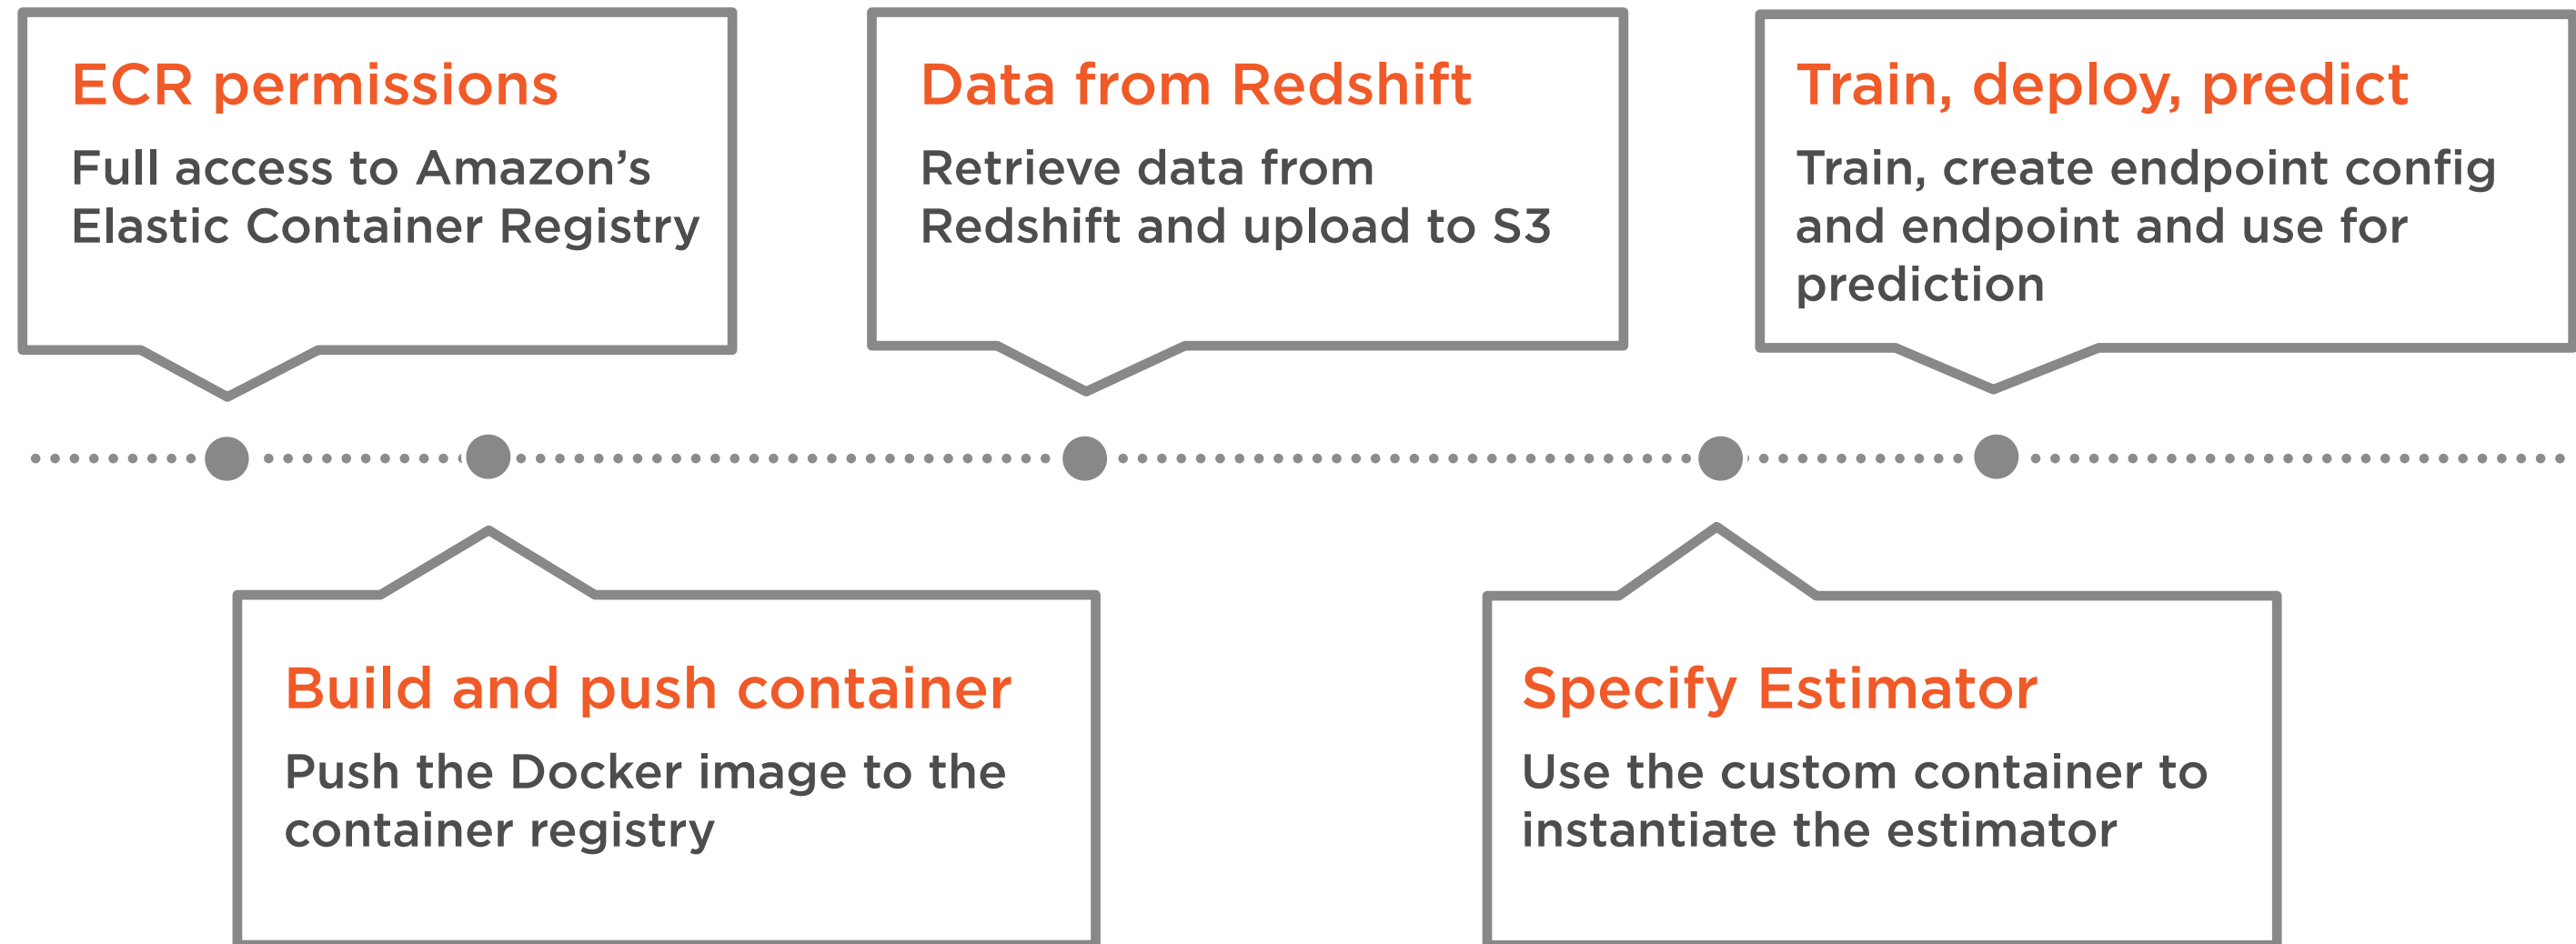 ECR permissions
Full access to Amazon’s
Elastic Container Registry
Build and push container
Push the Docker image to the
container registry
Data from Redshift
Retrieve data from
Redshift and upload to S3
Specify Estimator
Use the custom container to
instantiate the estimator
Train, deploy, predict
Train, create endpoint config
and endpoint and use for
prediction